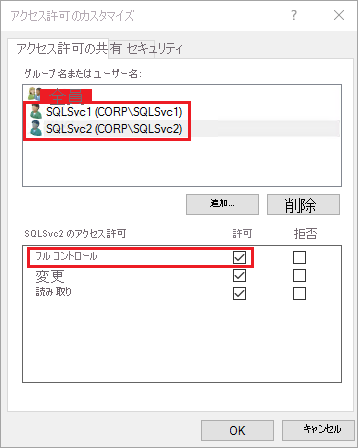 アクセス許可のカスタマイズ
アクセス許可の共有 セキュリティ
グループ名またはユーザー名:
SQLSvc1 (CORP\SQLSvc1)
SQLSvc2 (CORP\SQLSvc2)
追加...
削除
SQLSvc2 のアクセス許可 許可 拒否
フル コントロール
変更
読み取り
OK
キャンセル